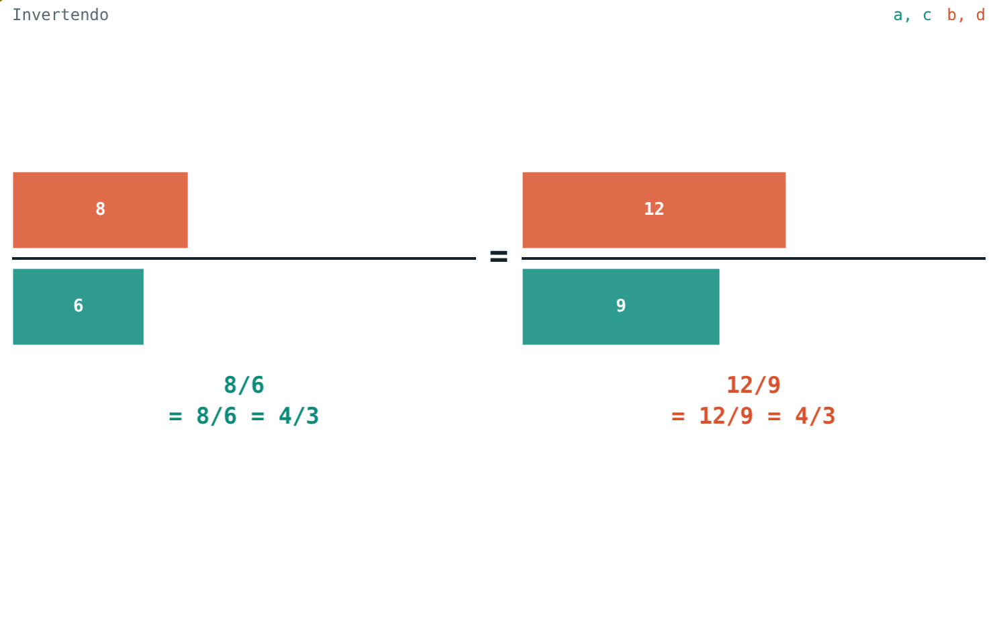 Invertendo
a, c b, d
8
12
=
6
9
8/6
= 8/6 = 4/3
12/9
= 12/9 = 4/3